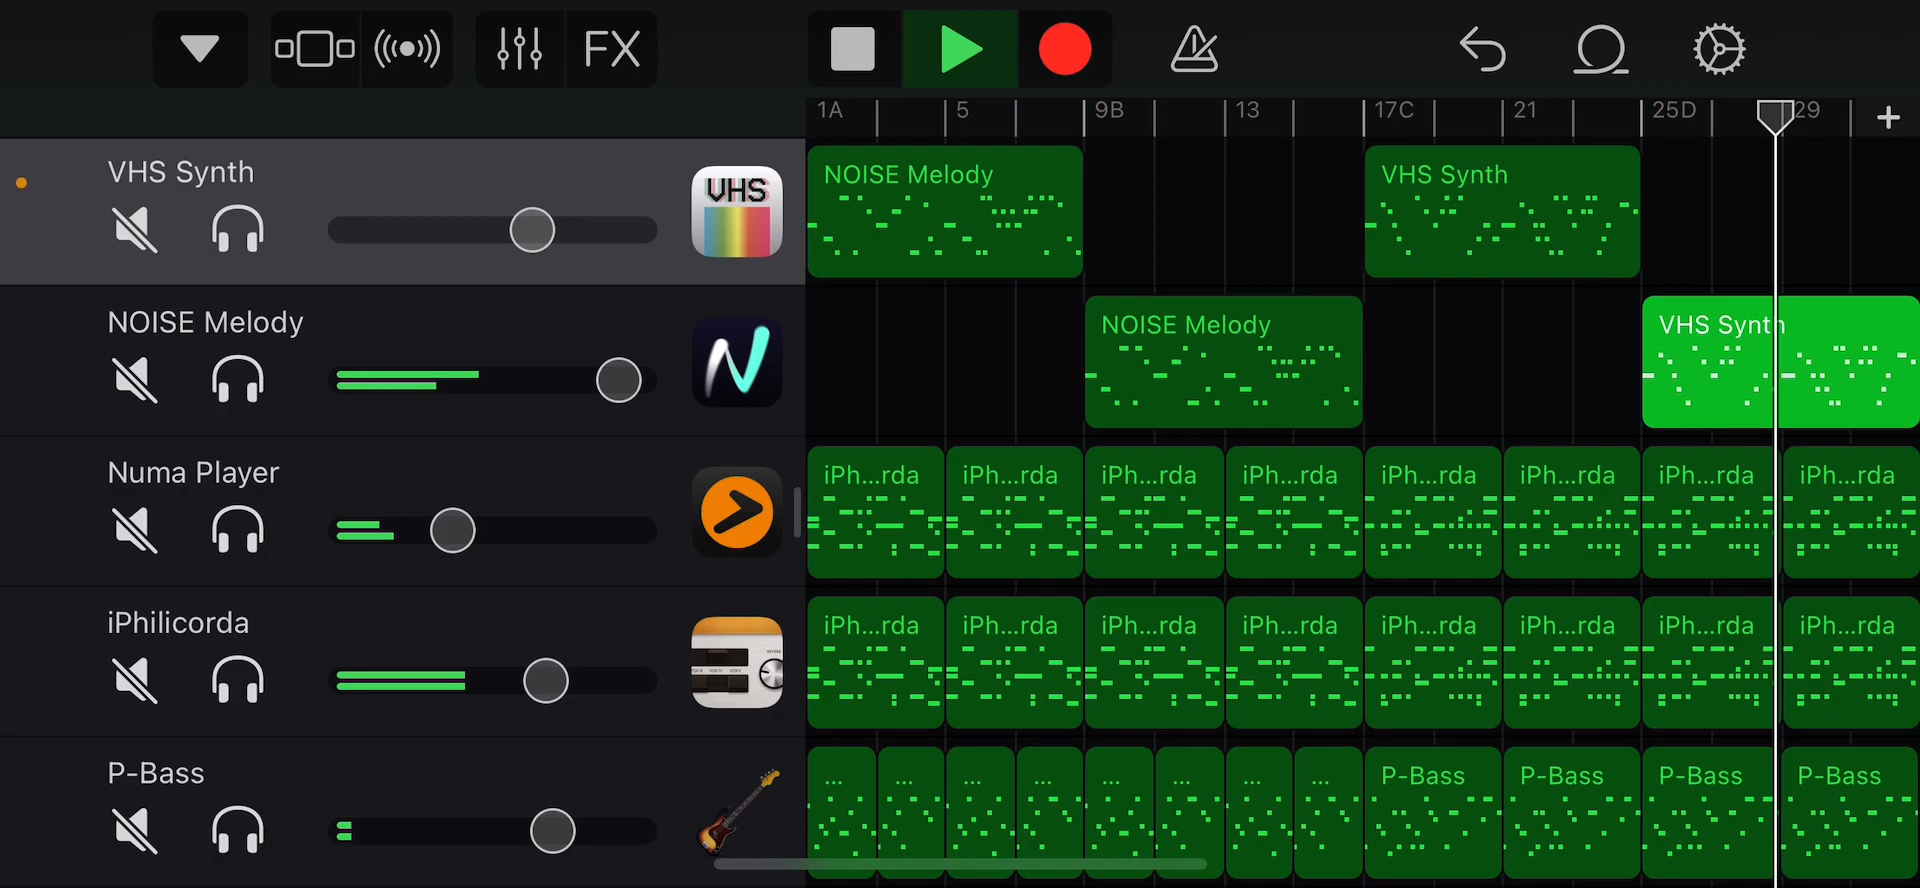 FX
1A 5 9B 13 17C 21 25D 29 +
VHS Synth
VHS
NOISE Melody
VHS Synth
NOISE Melody
N
NOISE Melody
VHS Synth
Numa Player
iPh...rda iPh...rda iPh...rda iPh...rda iPh...rda iPh...rda iPh...rda iPh...rda
iPhilicorda
iPh...rda iPh...rda iPh...rda iPh...rda iPh...rda iPh...rda iPh...rda iPh...rda
P-Bass
... ... ... ... ... ... ... ... P-Bass P-Bass P-Bass P-Bass